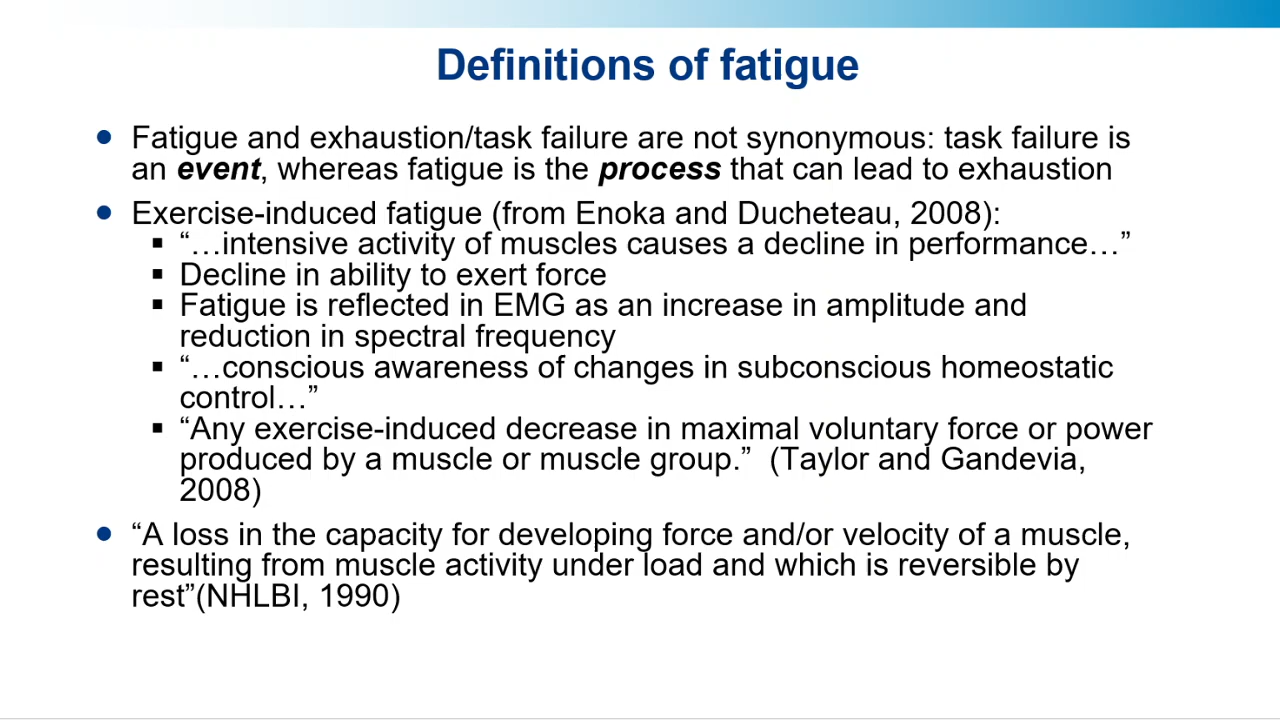 Definitions of fatigue
● Fatigue and exhaustion/task failure are not synonymous: task failure is
an event, whereas fatigue is the process that can lead to exhaustion
● Exercise-induced fatigue (from Enoka and Ducheteau, 2008):
▪ “…intensive activity of muscles causes a decline in performance…”
▪ Decline in ability to exert force
▪ Fatigue is reflected in EMG as an increase in amplitude and
reduction in spectral frequency
▪ “…conscious awareness of changes in subconscious homeostatic
control…”
▪ “Any exercise-induced decrease in maximal voluntary force or power
produced by a muscle or muscle group.” (Taylor and Gandevia,
2008)
● “A loss in the capacity for developing force and/or velocity of a muscle,
resulting from muscle activity under load and which is reversible by
rest”(NHLBI, 1990)